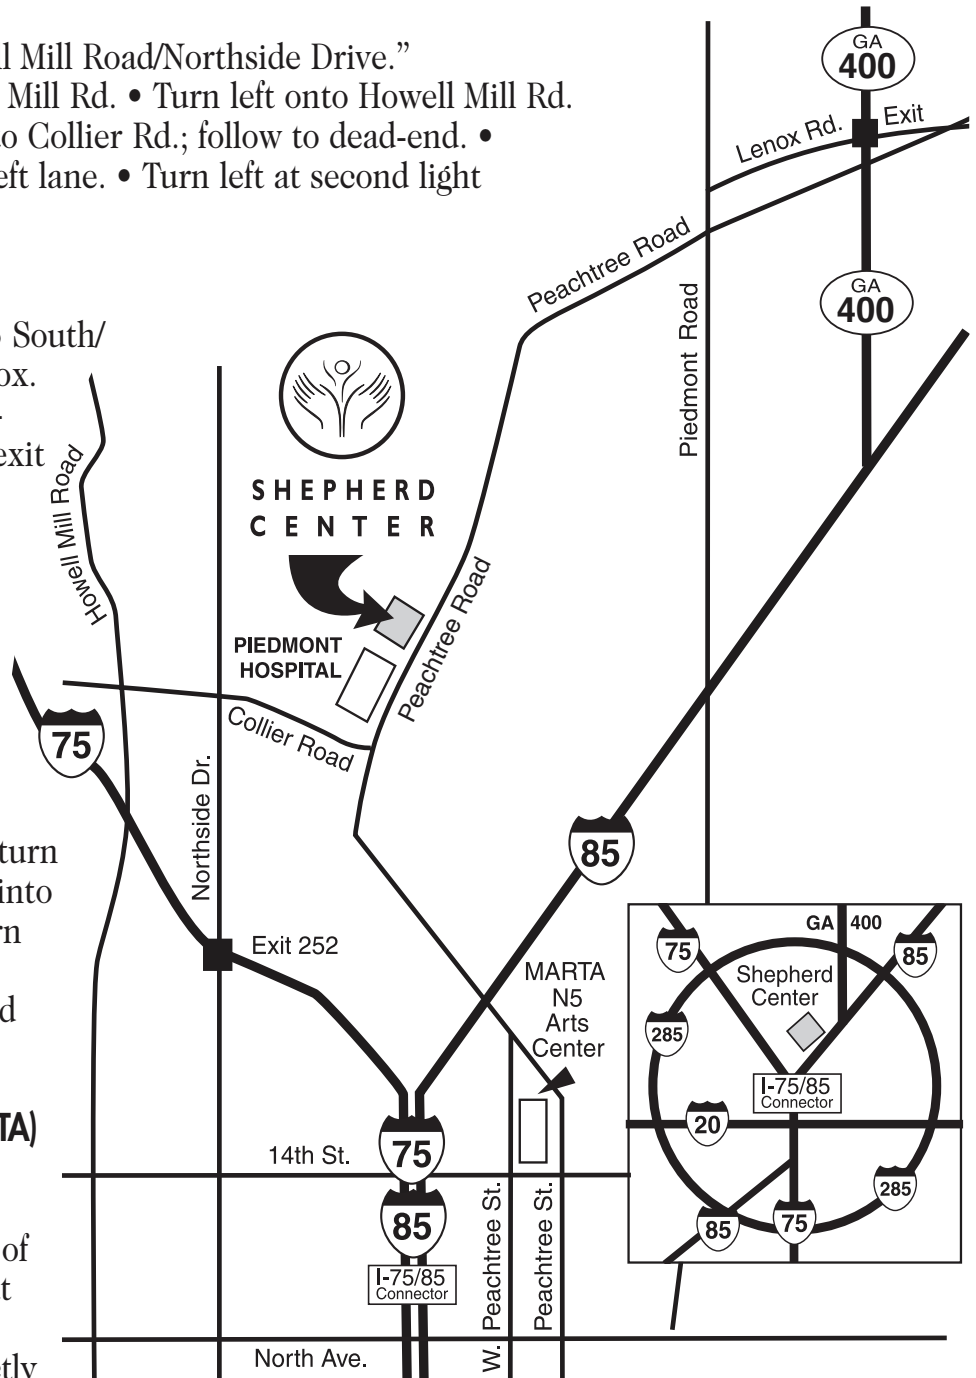 ll Mill Road/Northside Drive.”
Mill Rd. • Turn left onto Howell Mill Rd.
to Collier Rd.; follow to dead-end. •
eft lane. • Turn left at second light
GA
400
Lenox Rd.
Exit
Peachtree Road
Piedmont Road
GA
400
South/
ox.
exit
Howell Mill Road
SHEPHERD
CENTER
PIEDMONT
HOSPITAL
Peachtree Road
Collier Road
75
Northside Dr.
85
turn
into
rn
d
Exit 252
MARTA
N5
Arts
Center
TA)
14th St.
75
85
I-75/85
Connector
of
t
W. Peachtree St.
Peachtree St.
North Ave.
tly
GA 400
75
85
Shepherd
Center
285
I-75/85
Connector
20
285
85
75